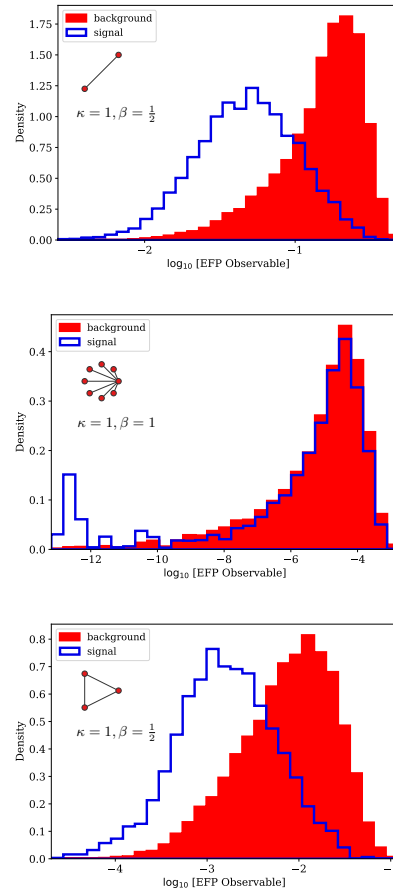 background
signal
κ = 1, β = 1/2
Density
1.75
1.50
1.25
1.00
0.75
0.50
0.25
0.00
−2
−1
log10 [EFP Observable]
background
signal
κ = 1, β = 1
Density
0.4
0.3
0.2
0.1
0.0
−12
−10
−8
−6
−4
log10 [EFP Observable]
background
signal
κ = 1, β = 1/2
Density
0.8
0.7
0.6
0.5
0.4
0.3
0.2
0.1
0.0
−4
−3
−2
log10 [EFP Observable]